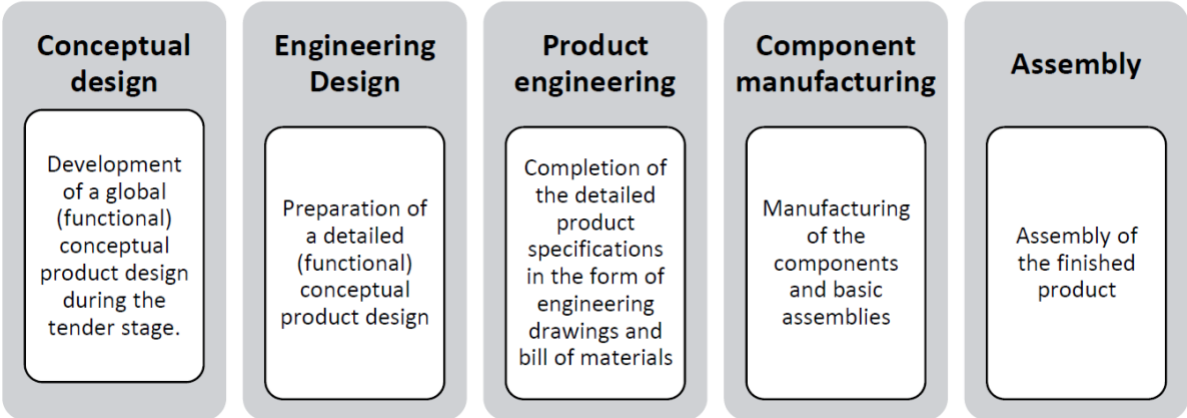 Conceptual
design
Development
of a global
(functional)
conceptual
product design
during the
tender stage.
Engineering
Design
Preparation of
a detailed
(functional)
conceptual
product design
Product
engineering
Completion of
the detailed
product
specifications
in the form of
engineering
drawings and
bill of materials
Component
manufacturing
Manufacturing
of the
components
and basic
assemblies
Assembly
Assembly of
the finished
product